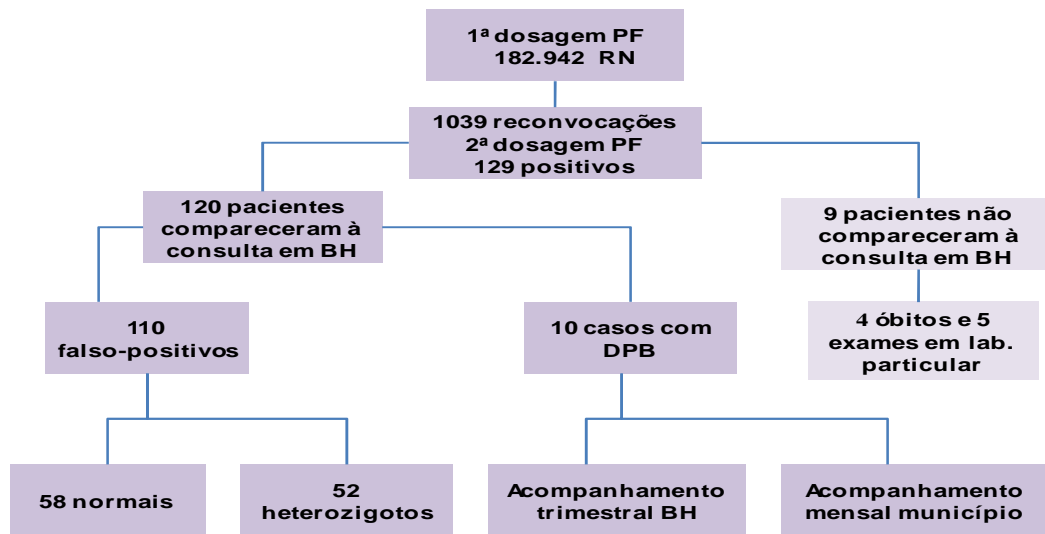 1ª dosagem PF
182.942 RN
1039 reconvocações
2ª dosagem PF
129 positivos
120 pacientes
compareceram à
consulta em BH
9 pacientes não
compareceram à
consulta em BH
110
falso-positivos
10 casos com
DPB
4 óbitos e 5
exames em lab.
particular
58 normais
52
heterozigotos
Acompanhamento
trimestral BH
Acompanhamento
mensal município